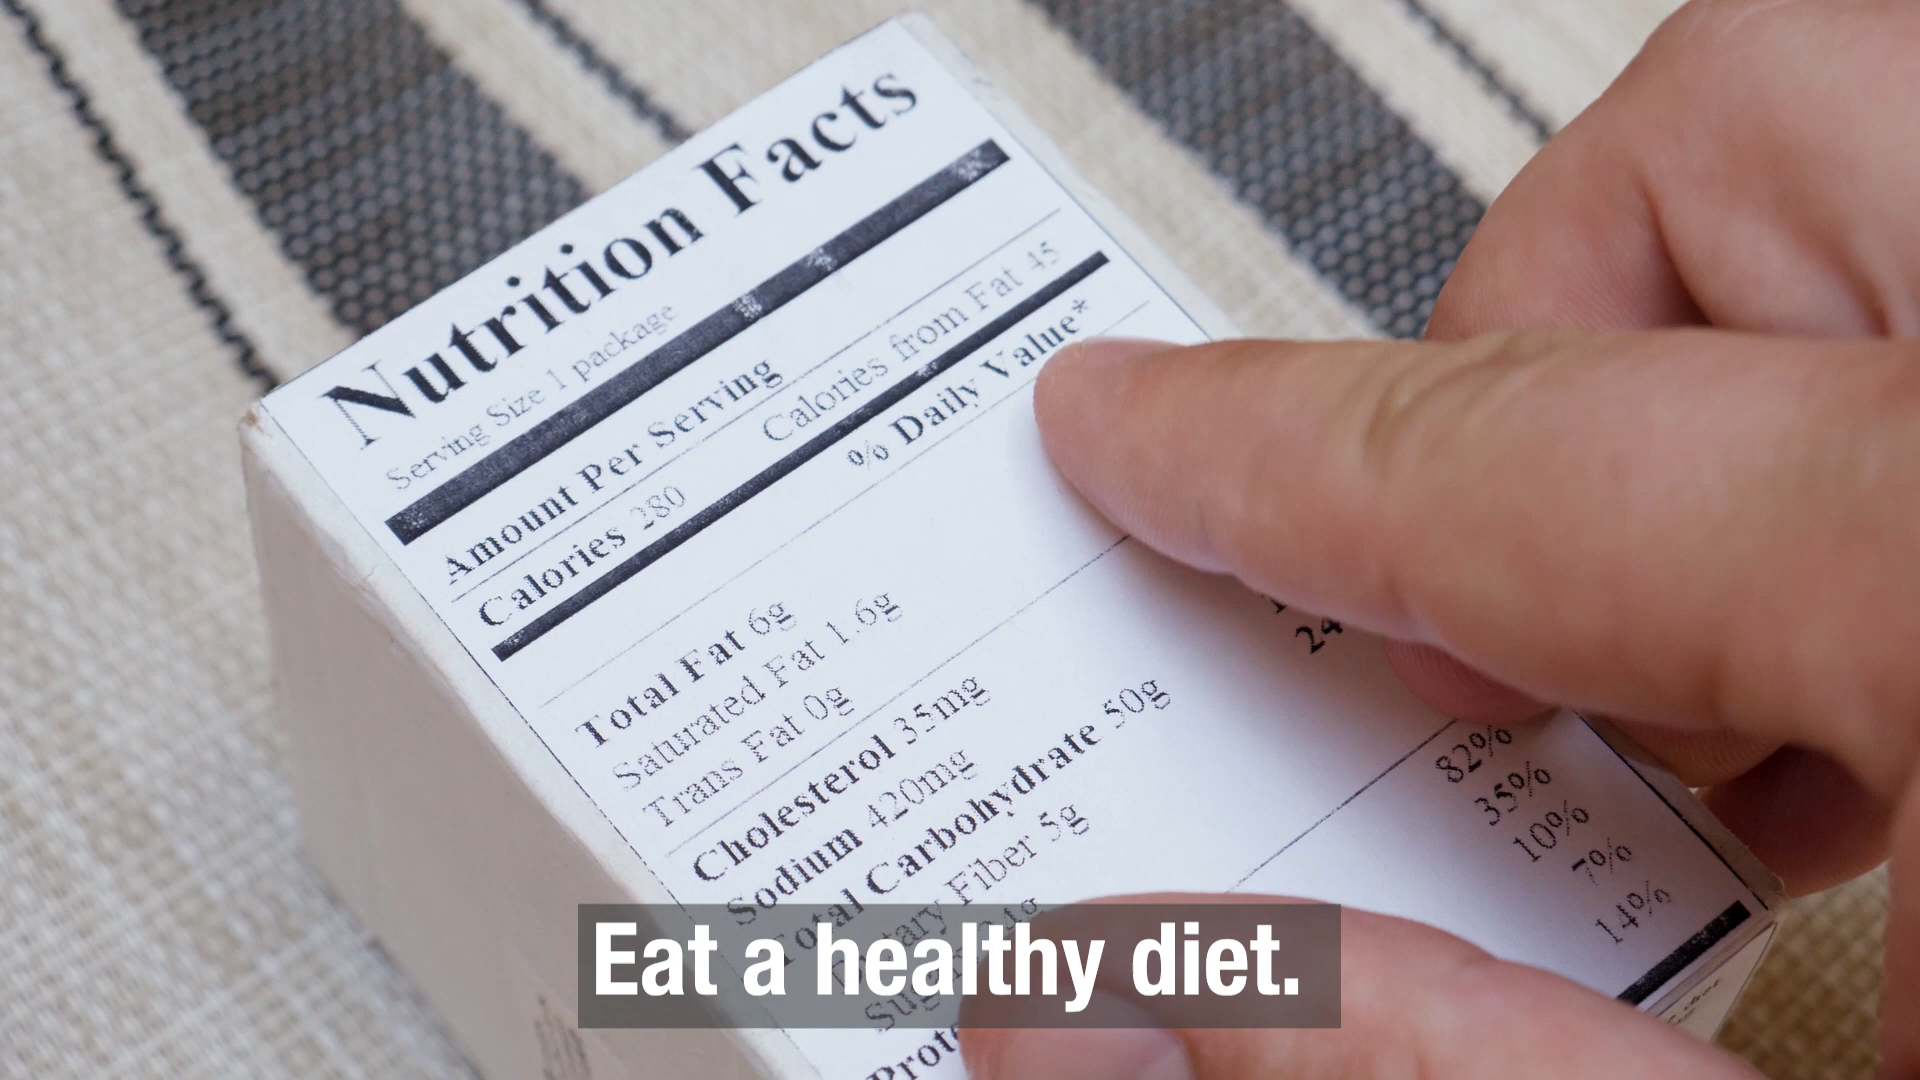 Nutrition Facts
Serving Size 1 package
Amount Per Serving
Calories 280 Calories from Fat 45
% Daily Value*
Total Fat 6g
Saturated Fat 1.6g
Trans Fat 0g
Cholesterol 35mg
Sodium 420mg
Total Carbohydrate 50g
Dietary Fiber 5g
24
82%
35%
10%
7%
14%
Eat a healthy diet.